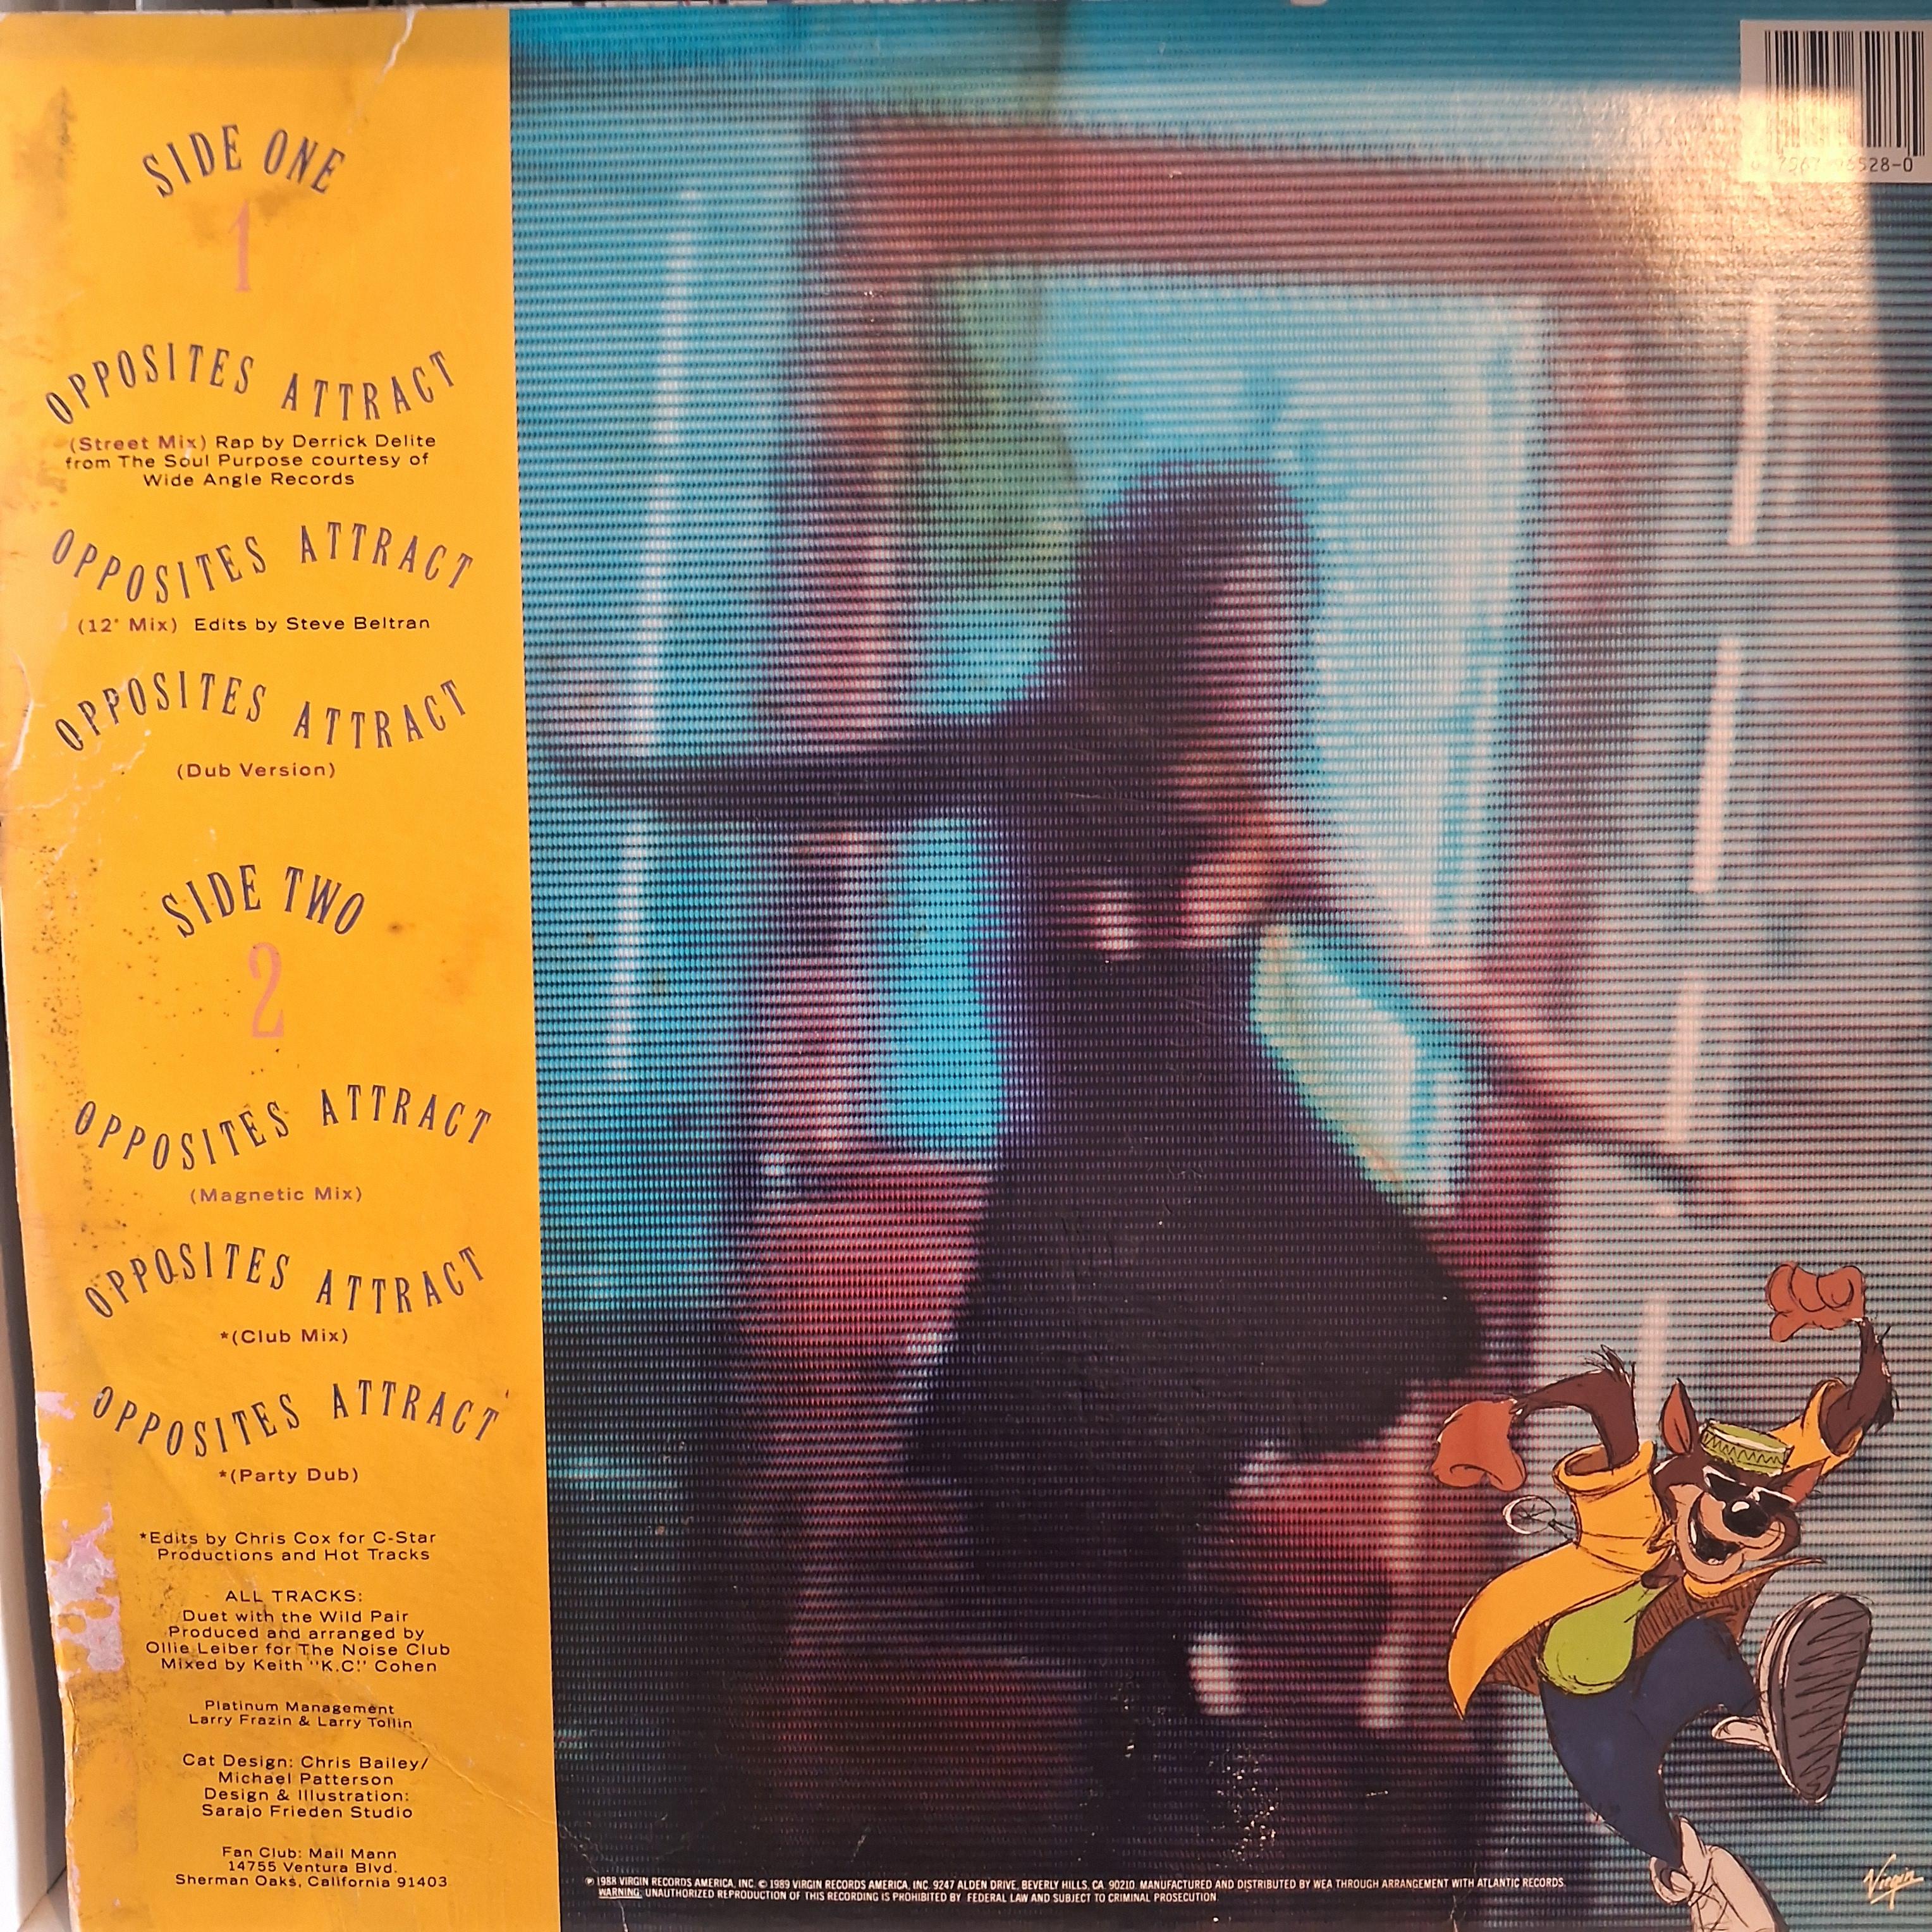 SIDE ONE
1
OPPOSITES ATTRACT
(Street Mix) Rap by Derrick Delite
from The Soul Purpose courtesy of
Wide Angle Records
OPPOSITES ATTRACT
(12" Mix) Edits by Steve Beltran
OPPOSITES ATTRACT
(Dub Version)
SIDE TWO
2
OPPOSITES ATTRACT
(Magnetic Mix)
OPPOSITES ATTRACT
*(Club Mix)
OPPOSITES ATTRACT
*(Party Dub)
*Edits by Chris Cox for C-Star
Productions and Hot Tracks
ALL TRACKS:
Duet with the Wild Pair
Produced and arranged by
Ollie Leiber for The Noise Club
Mixed by Keith "K.C." Cohen
Platinum Management
Larry Frazin & Larry Tollin
Cat Design: Chris Bailey/
Michael Patterson
Design & Illustration:
Sarajo Frieden Studio
Fan Club: Mail Mann
14755 Ventura Blvd.
Sherman Oaks, California 91403
528-0
℗ 1988 VIRGIN RECORDS AMERICA, INC. © 1989 VIRGIN RECORDS AMERICA, INC. 9247 ALDEN DRIVE, BEVERLY HILLS, CA. 90210. MANUFACTURED AND DISTRIBUTED BY WEA THROUGH ARRANGEMENT WITH ATLANTIC RECORDS.
WARNING: UNAUTHORIZED REPRODUCTION OF THIS RECORDING IS PROHIBITED BY FEDERAL LAW AND SUBJECT TO CRIMINAL PROSECUTION.
Virgin